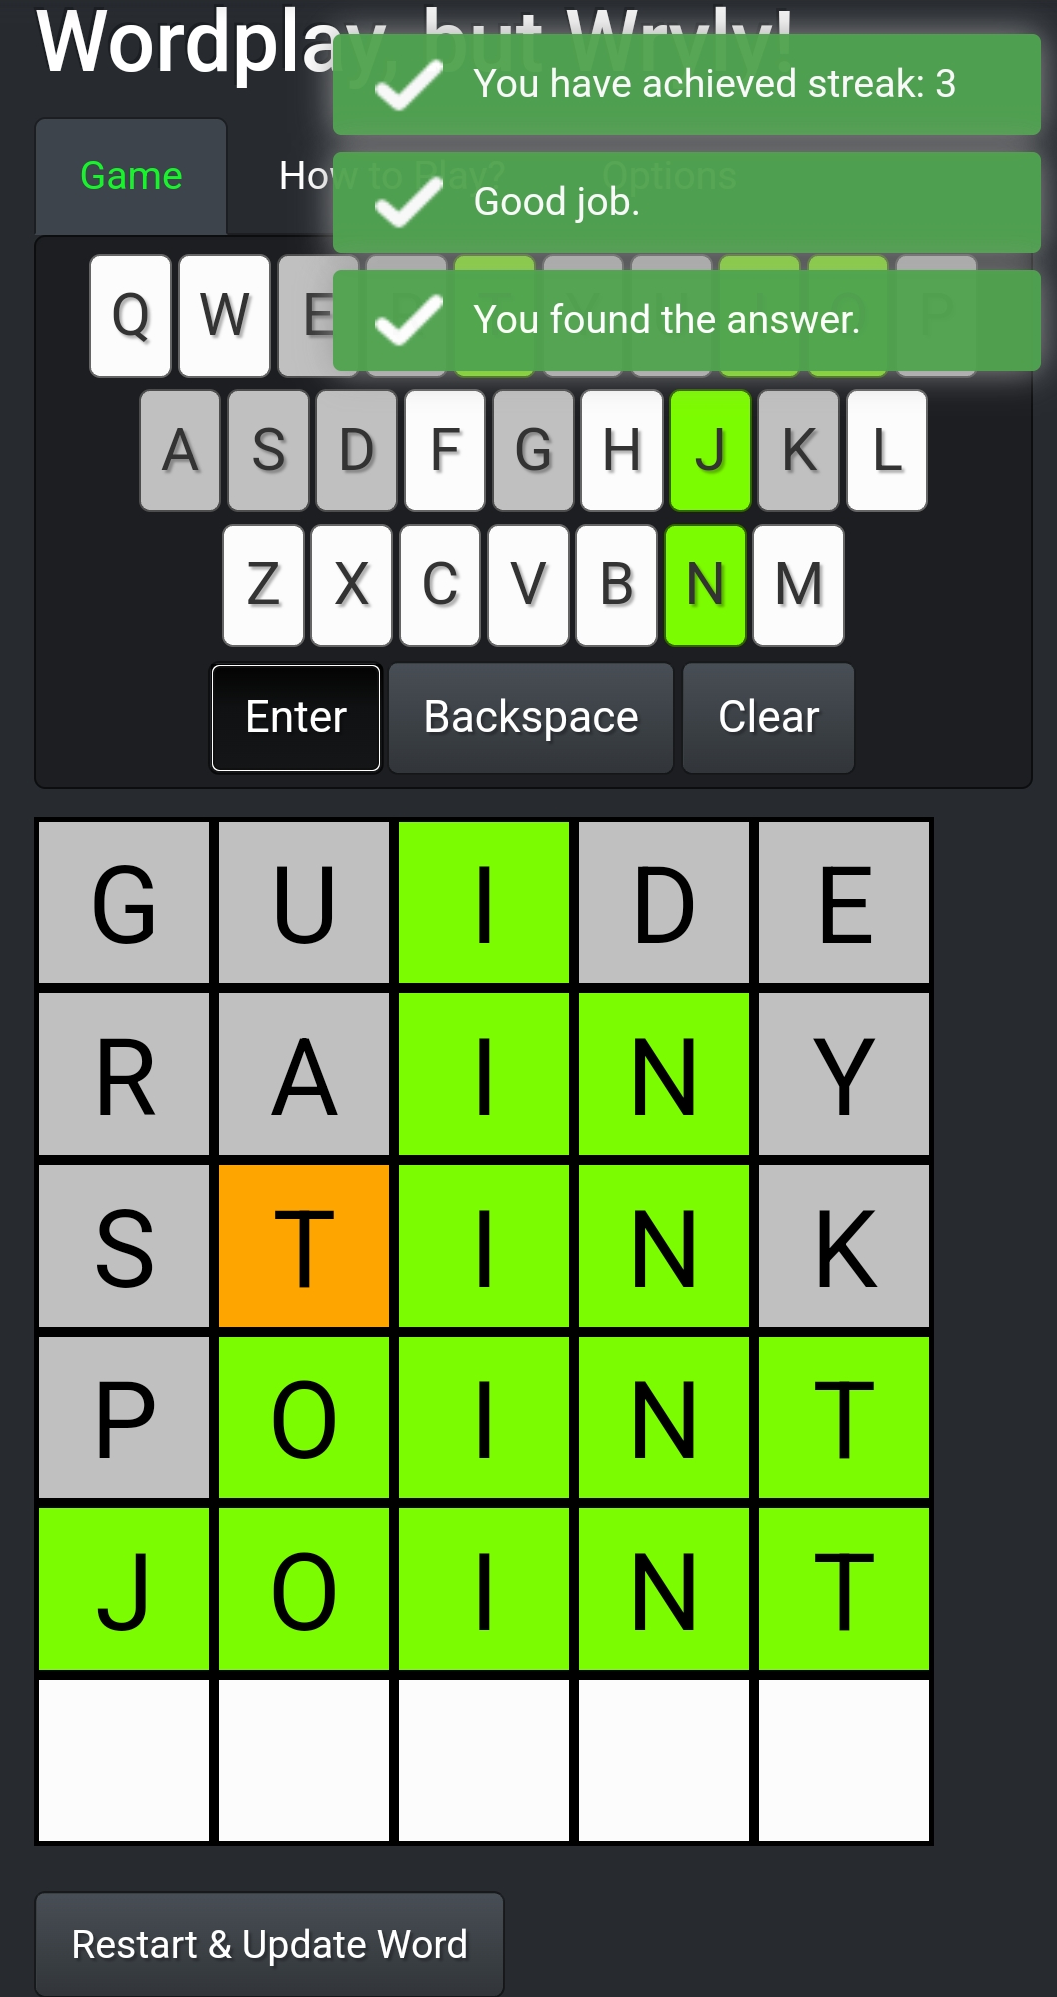 Wordplay, but Wryly!
You have achieved streak: 3
Game How to Play? Options
Good job.
Q W E R T Y U I O P
You found the answer.
A S D F G H J K L
Z X C V B N M
Enter Backspace Clear
G U I D E
R A I N Y
S T I N K
P O I N T
J O I N T
Restart & Update Word